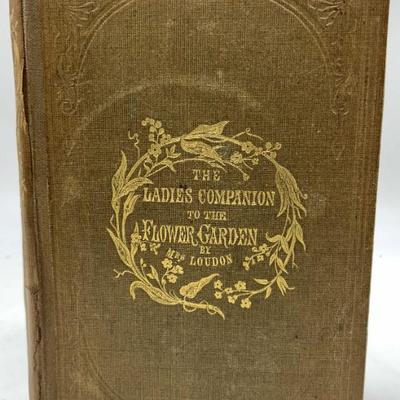 THE
LADIES COMPANION
TO THE
FLOWER GARDEN
BY
MRS LOUDON